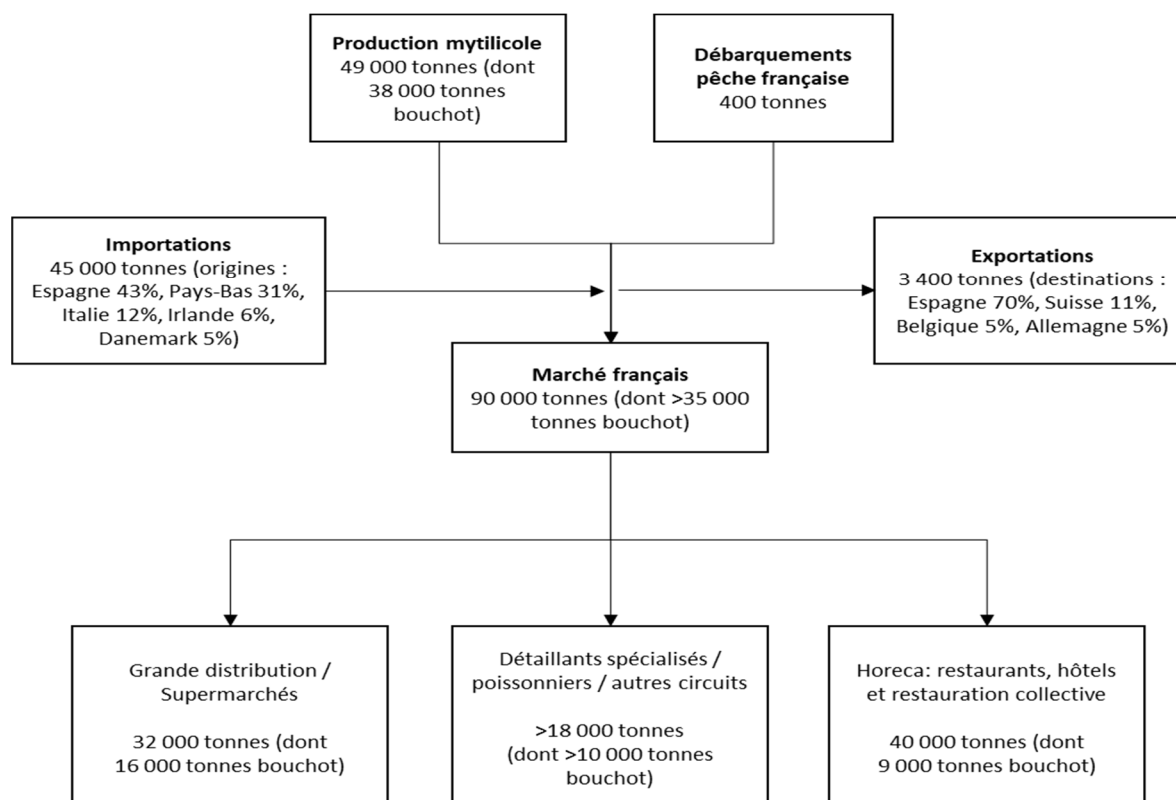 Production mytilicole
49 000 tonnes (dont
38 000 tonnes
bouchot)
Débarquements
pêche française
400 tonnes
Importations
45 000 tonnes (origines :
Espagne 43%, Pays-Bas 31%,
Italie 12%, Irlande 6%,
Danemark 5%)
Exportations
3 400 tonnes (destinations :
Espagne 70%, Suisse 11%,
Belgique 5%, Allemagne 5%)
Marché français
90 000 tonnes (dont >35 000
tonnes bouchot)
Grande distribution /
Supermarchés
32 000 tonnes (dont
16 000 tonnes bouchot)
Détaillants spécialisés /
poissonniers / autres circuits
>18 000 tonnes
(dont >10 000 tonnes
bouchot)
Horeca: restaurants, hôtels
et restauration collective
40 000 tonnes (dont
9 000 tonnes bouchot)